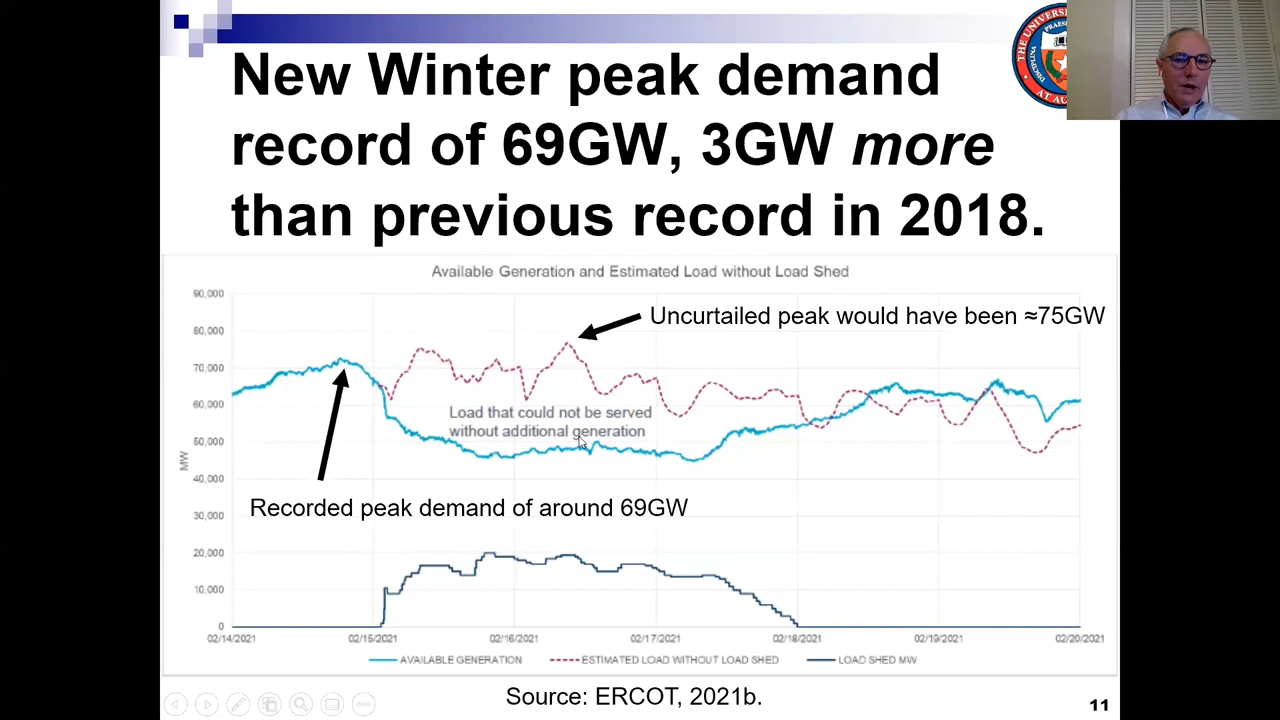 New Winter peak demand
record of 69GW, 3GW more
than previous record in 2018.
THE UNIVERSI
DISCIPLINA
AT AU
Available Generation and Estimated Load without Load Shed
90,000
80,000
70,000
60,000
50,000
40,000
30,000
20,000
10,000
0
MW
Uncurtailed peak would have been ≈75GW
Load that could not be served
without additional generation
Recorded peak demand of around 69GW
02/14/2021 02/15/2021 02/16/2021 02/17/2021 02/18/2021 02/19/2021 02/20/2021
AVAILABLE GENERATION ESTIMATED LOAD WITHOUT LOAD SHED LOAD SHED MW
Source: ERCOT, 2021b.
11